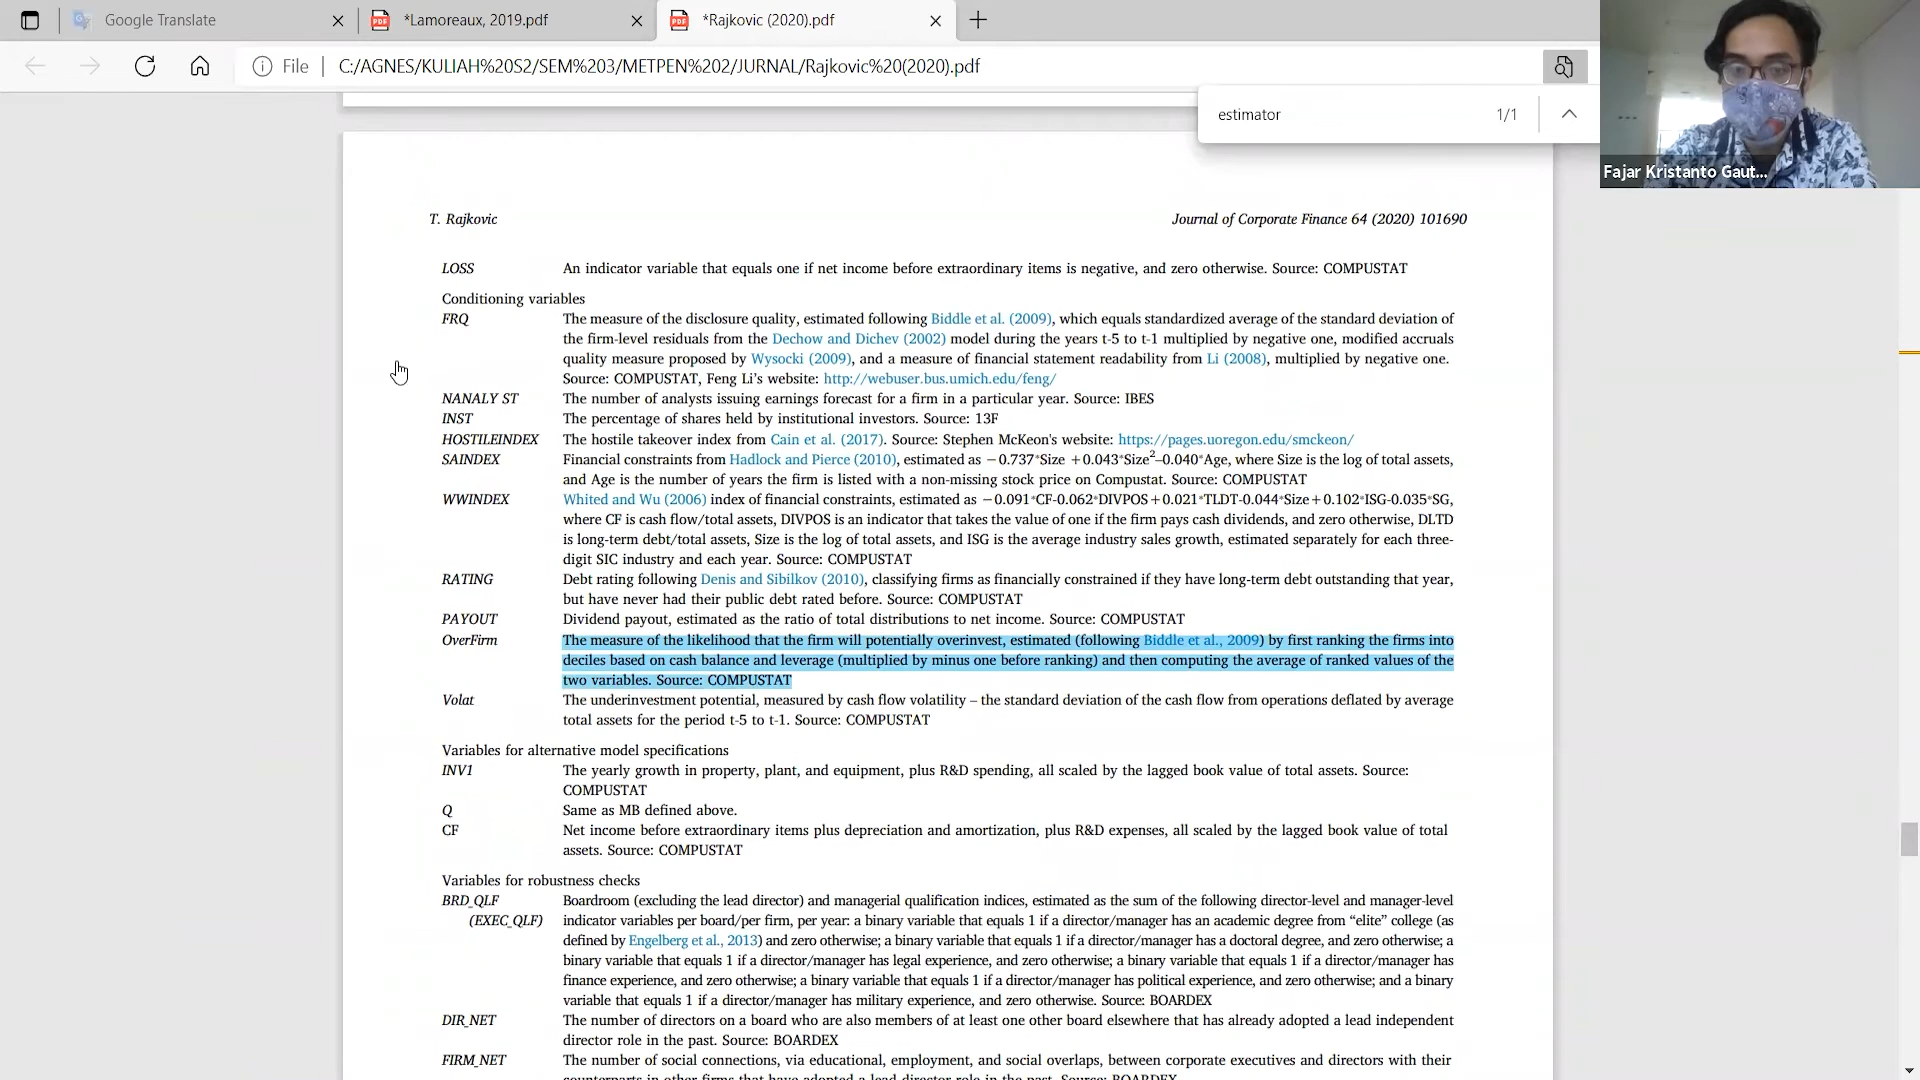 Google Translate
*Lamoreaux, 2019.pdf
*Rajkovic (2020).pdf
File
C:/AGNES/KULIAH%20S2/SEM%203/METPEN%202/JURNAL/Rajkovic%20(2020).pdf
estimator 1/1
Fajar Kristanto Gaut...
T. Rajkovic
Journal of Corporate Finance 64 (2020) 101690
LOSS An indicator variable that equals one if net income before extraordinary items is negative, and zero otherwise. Source: COMPUSTAT
Conditioning variables
FRQ The measure of the disclosure quality, estimated following Biddle et al. (2009), which equals standardized average of the standard deviation of
the firm-level residuals from the Dechow and Dichev (2002) model during the years t-5 to t-1 multiplied by negative one, modified accruals
quality measure proposed by Wysocki (2009), and a measure of financial statement readability from Li (2008), multiplied by negative one.
Source: COMPUSTAT, Feng Li's website: http://webuser.bus.umich.edu/feng/
NANALY ST The number of analysts issuing earnings forecast for a firm in a particular year. Source: IBES
INST The percentage of shares held by institutional investors. Source: 13F
HOSTILEINDEX The hostile takeover index from Cain et al. (2017). Source: Stephen McKeon's website: https://pages.uoregon.edu/smckeon/
SAINDEX Financial constraints from Hadlock and Pierce (2010), estimated as −0.737*Size +0.043*Size²–0.040*Age, where Size is the log of total assets,
and Age is the number of years the firm is listed with a non-missing stock price on Compustat. Source: COMPUSTAT
WWINDEX Whited and Wu (2006) index of financial constraints, estimated as −0.091*CF-0.062*DIVPOS+0.021*TLDT-0.044*Size+0.102*ISG-0.035*SG,
where CF is cash flow/total assets, DIVPOS is an indicator that takes the value of one if the firm pays cash dividends, and zero otherwise, DLTD
is long-term debt/total assets, Size is the log of total assets, and ISG is the average industry sales growth, estimated separately for each three-
digit SIC industry and each year. Source: COMPUSTAT
RATING Debt rating following Denis and Sibilkov (2010), classifying firms as financially constrained if they have long-term debt outstanding that year,
but have never had their public debt rated before. Source: COMPUSTAT
PAYOUT Dividend payout, estimated as the ratio of total distributions to net income. Source: COMPUSTAT
OverFirm The measure of the likelihood that the firm will potentially overinvest, estimated (following Biddle et al., 2009) by first ranking the firms into
deciles based on cash balance and leverage (multiplied by minus one before ranking) and then computing the average of ranked values of the
two variables. Source: COMPUSTAT
Volat The underinvestment potential, measured by cash flow volatility – the standard deviation of the cash flow from operations deflated by average
total assets for the period t-5 to t-1. Source: COMPUSTAT
Variables for alternative model specifications
INV1 The yearly growth in property, plant, and equipment, plus R&D spending, all scaled by the lagged book value of total assets. Source:
COMPUSTAT
Q Same as MB defined above.
CF Net income before extraordinary items plus depreciation and amortization, plus R&D expenses, all scaled by the lagged book value of total
assets. Source: COMPUSTAT
Variables for robustness checks
BRD_QLF Boardroom (excluding the lead director) and managerial qualification indices, estimated as the sum of the following director-level and manager-level
(EXEC_QLF) indicator variables per board/per firm, per year: a binary variable that equals 1 if a director/manager has an academic degree from “elite” college (as
defined by Engelberg et al., 2013) and zero otherwise; a binary variable that equals 1 if a director/manager has a doctoral degree, and zero otherwise; a
binary variable that equals 1 if a director/manager has legal experience, and zero otherwise; a binary variable that equals 1 if a director/manager has
finance experience, and zero otherwise; a binary variable that equals 1 if a director/manager has political experience, and zero otherwise; and a binary
variable that equals 1 if a director/manager has military experience, and zero otherwise. Source: BOARDEX
DIR_NET The number of directors on a board who are also members of at least one other board elsewhere that has already adopted a lead independent
director role in the past. Source: BOARDEX
FIRM_NET The number of social connections, via educational, employment, and social overlaps, between corporate executives and directors with their
counterparts in other firms that have adopted a lead director role in the past. Source: BOARDEX